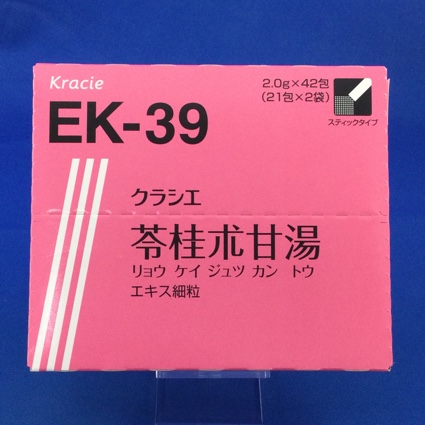 Kracie
2.0g×42包
(21包×2袋)
スティックタイプ
EK-39
クラシエ
苓桂朮甘湯
リョウ ケイ ジュツ カン トウ
エキス細粒